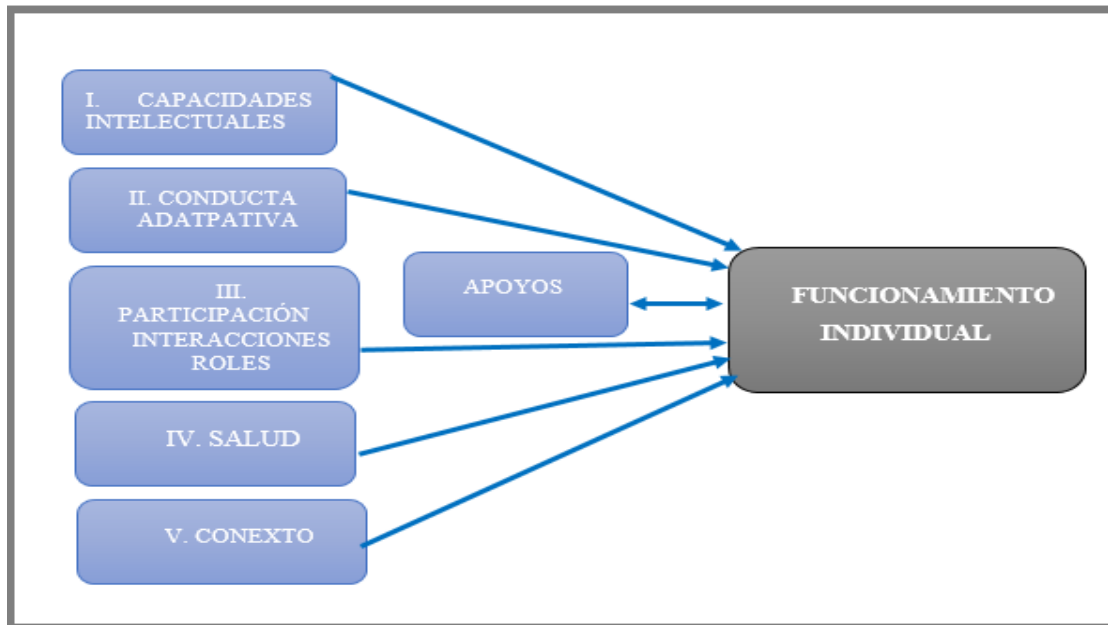 I. CAPACIDADES
INTELECTUALES
II. CONDUCTA
ADATPATIVA
III.
PARTICIPACIÓN
INTERACCIONES
ROLES
IV. SALUD
V. CONEXTO
APOYOS
FUNCIONAMIENTO
INDIVIDUAL